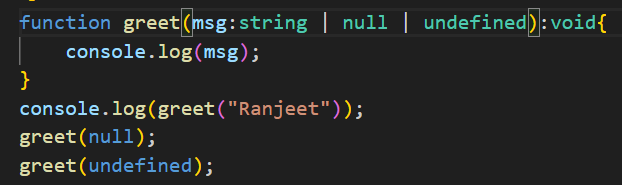 function greet(msg:string | null | undefined):void{
    console.log(msg);
}
console.log(greet("Ranjeet"));
greet(null);
greet(undefined);